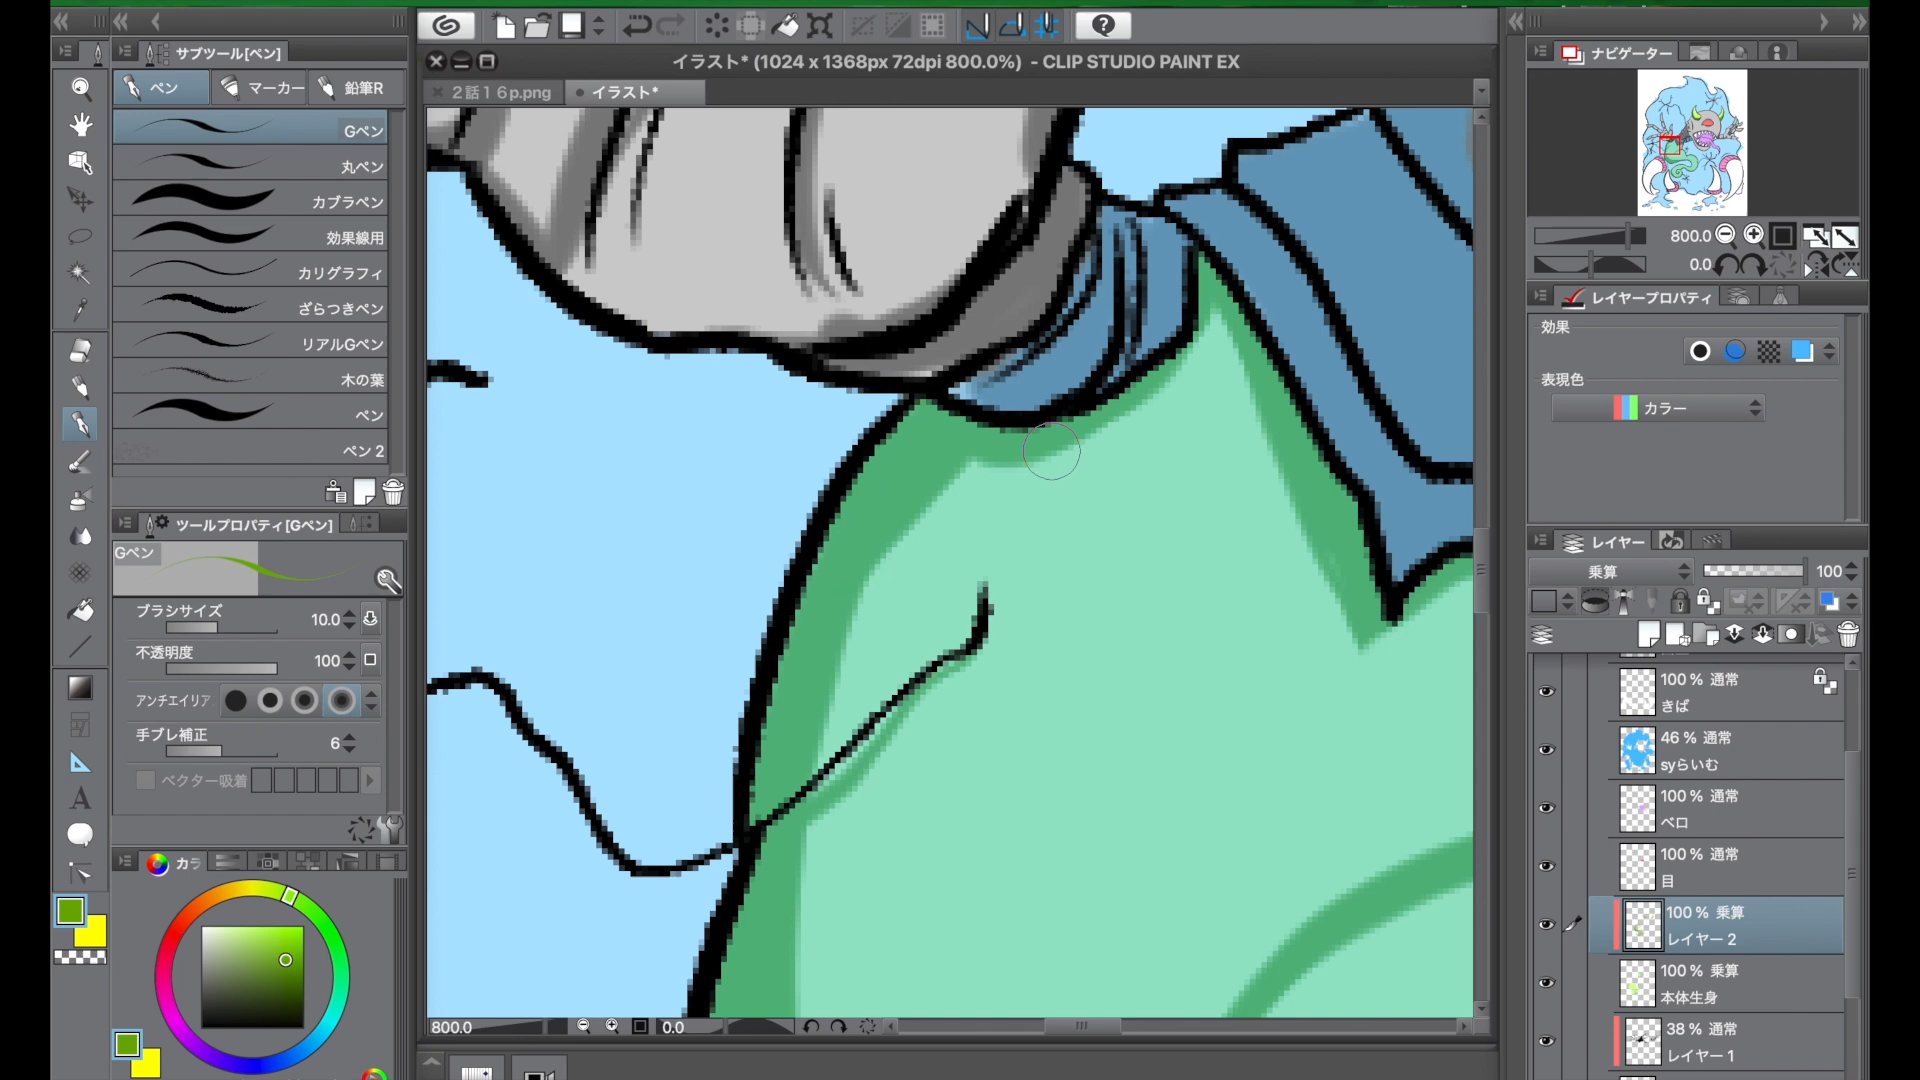 イラスト* (1024 x 1368px 72dpi 800.0%) - CLIP STUDIO PAINT EX
2話16p.png
イラスト*
サブツール[ペン]
ペン
マーカー
鉛筆R
Gペン
丸ペン
カブラペン
効果線用
カリグラフィ
ざらつきペン
リアルGペン
木の葉
ペン
ペン 2
ツールプロパティ[Gペン]
Gペン
ブラシサイズ 10.0
不透明度 100
アンチエイリア
手ブレ補正 6
ベクター吸着
カラ
800.0
0.0
ナビゲーター
800.0
0.0
レイヤープロパティ
効果
表現色
カラー
レイヤー
乗算 100
100 % 通常
きば
46 % 通常
syらいむ
100 % 通常
ベロ
100 % 通常
目
100 % 乗算
レイヤー 2
100 % 乗算
本体生身
38 % 通常
レイヤー 1